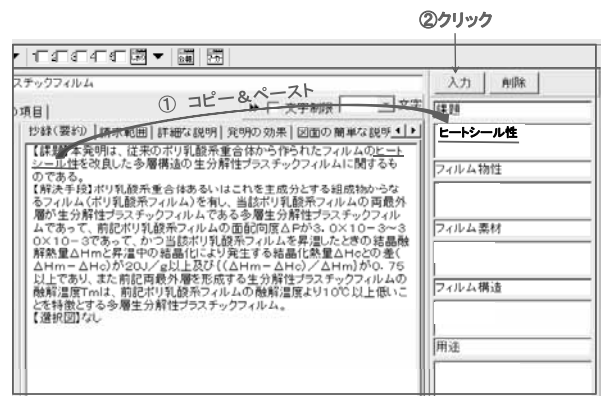 ②クリック
スチックフィルム
入力 削除
の項目
① コピー＆ペースト
文字制限 文字
課題
抄録(要約) 請求範囲 詳細な説明 発明の効果 図面の簡単な説明
ヒートシール性
【課題】本発明は、従来のポリ乳酸系重合体から作られたフィルムのヒート
シール性を改良した多層構造の生分解性プラスチックフィルムに関するも
のである。
【解決手段】ポリ乳酸系重合体あるいはこれを主成分とする組成物からな
るフィルム(ポリ乳酸系フィルム)を有し、当該ポリ乳酸系フィルムの両最外
層が生分解性プラスチックフィルムである多層生分解性プラスチックフィル
ムであって、前記ポリ乳酸系フィルムの面配向度ΔPが3．0×10－3～3
0×10－3であって、かつ当該ポリ乳酸系フィルムを昇温したときの結晶融
解熱量ΔHmと昇温中の結晶化により発生する結晶化熱量ΔHcとの差(
ΔHm－ΔHc)が20J／g以上及び{(ΔHm－ΔHc)／ΔHm}が0．75
以上であり、また前記両最外層を形成する生分解性プラスチックフィルムの
融解温度Tmは、前記ポリ乳酸系フィルムの融解温度より10℃以上低いこ
とを特徴とする多層生分解性プラスチックフィルム。
【選択図】なし
フィルム物性
フィルム素材
フィルム構造
用途